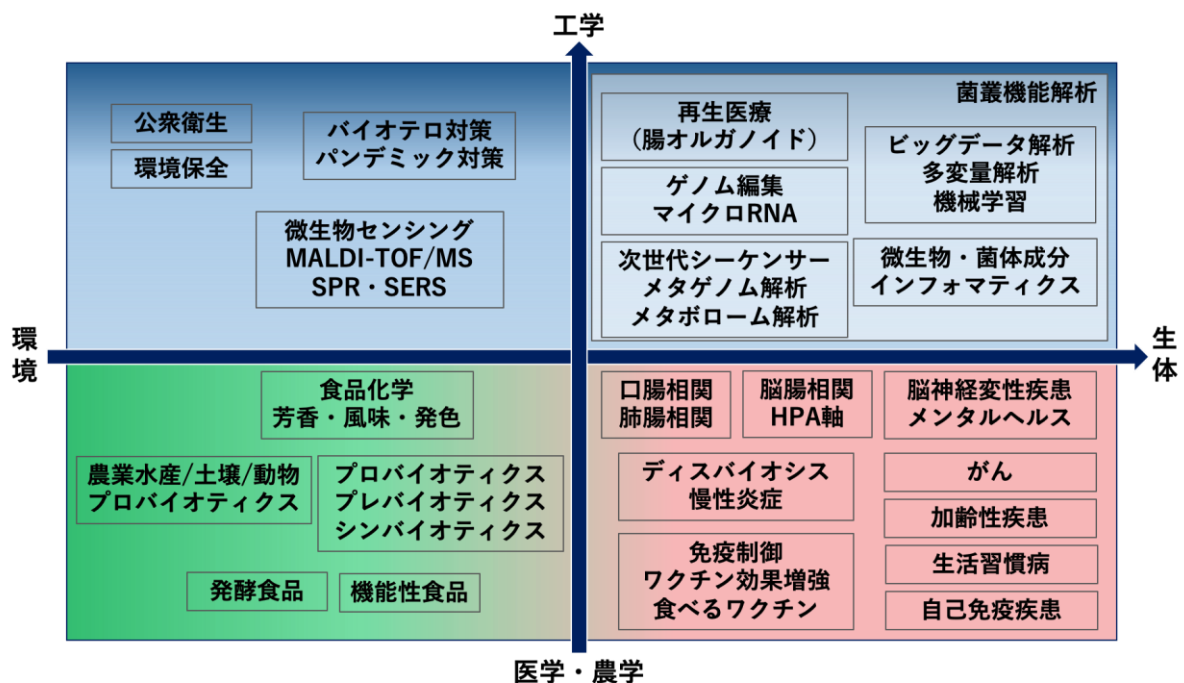 工学
公衆衛生
環境保全
バイオテロ対策
パンデミック対策
微生物センシング
MALDI-TOF/MS
SPR・SERS
菌叢機能解析
再生医療
（腸オルガノイド）
ゲノム編集
マイクロRNA
次世代シーケンサー
メタゲノム解析
メタボローム解析
ビッグデータ解析
多変量解析
機械学習
微生物・菌体成分
インフォマティクス
環境
生体
食品化学
芳香・風味・発色
農業水産/土壌/動物
プロバイオティクス
プロバイオティクス
プレバイオティクス
シンバイオティクス
発酵食品
機能性食品
口腸相関
肺腸相関
脳腸相関
HPA軸
脳神経変性疾患
メンタルヘルス
ディスバイオシス
慢性炎症
免疫制御
ワクチン効果増強
食べるワクチン
がん
加齢性疾患
生活習慣病
自己免疫疾患
医学・農学